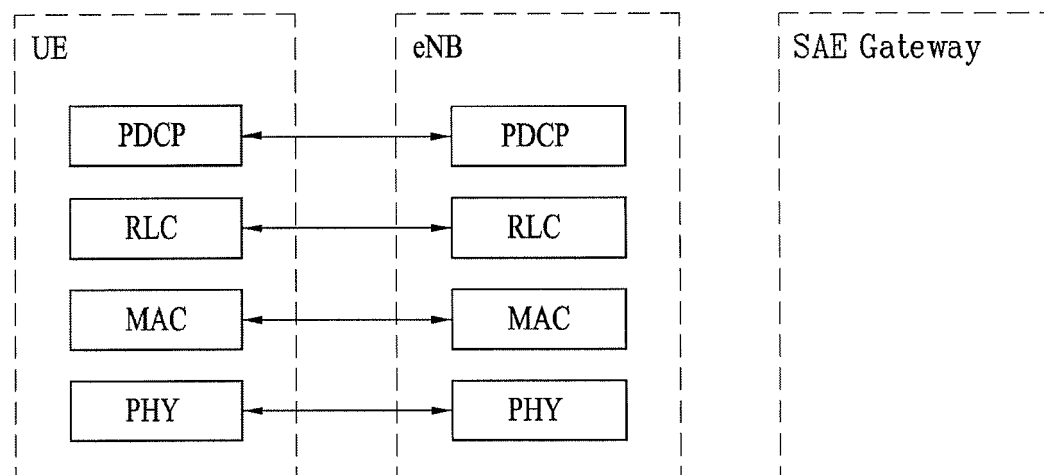 UE
eNB
SAE Gateway
PDCP
PDCP
RLC
RLC
MAC
MAC
PHY
PHY